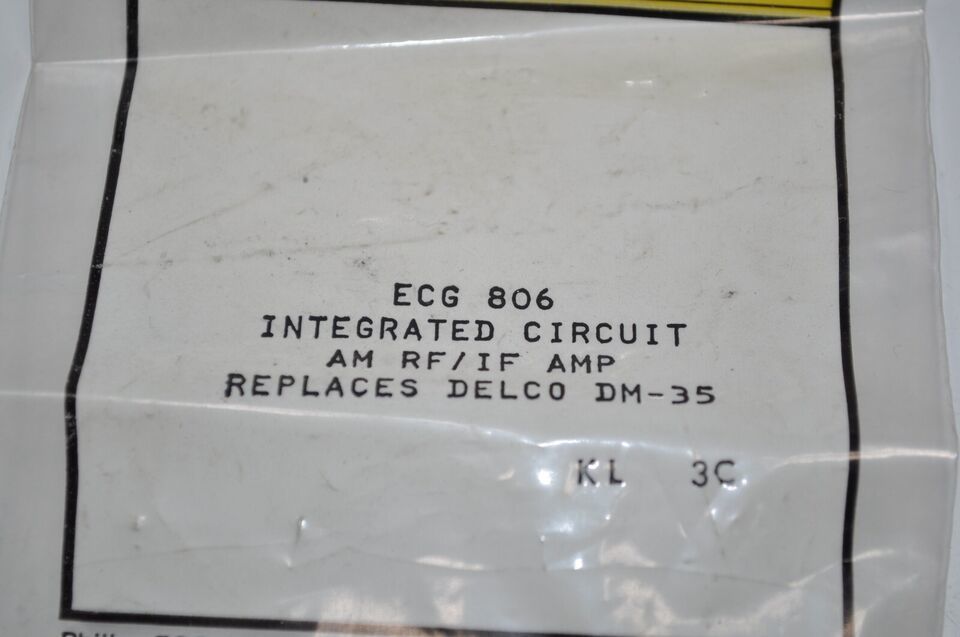 ECG 806
INTEGRATED CIRCUIT
AM RF/IF AMP
REPLACES DELCO DM-35
KL 3C